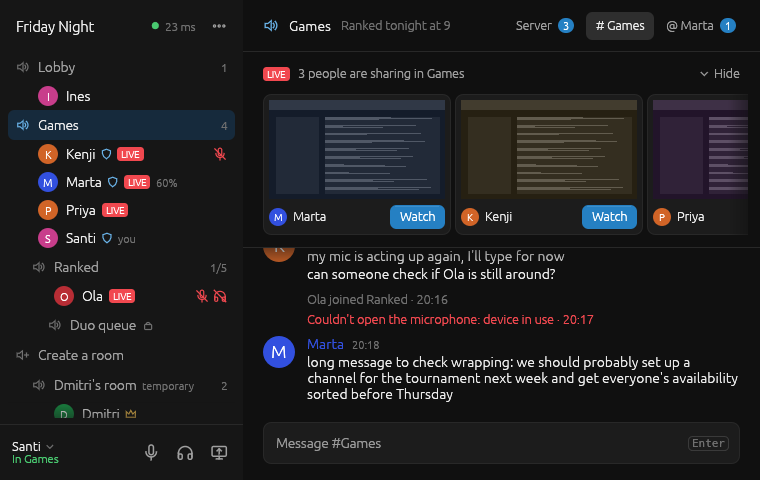 Friday Night
23 ms
Lobby
1
I
Ines
Games
4
K
Kenji
LIVE
M
Marta
LIVE
60%
P
Priya
LIVE
S
Santi
you
Ranked
1/5
O
Ola
LIVE
Duo queue
Create a room
Dmitri's room temporary
2
D
Dmitri
Santi
In Games
Games
Ranked tonight at 9
Server 3
# Games
@ Marta 1
LIVE
3 people are sharing in Games
Hide
M
Marta
Watch
K
Kenji
Watch
P
Priya
K
my mic is acting up again, I'll type for now
can someone check if Ola is still around?
Ola joined Ranked · 20:16
Couldn't open the microphone: device in use · 20:17
M
Marta 20:18
long message to check wrapping: we should probably set up a
channel for the tournament next week and get everyone's availability
sorted before Thursday
Message #Games
Enter